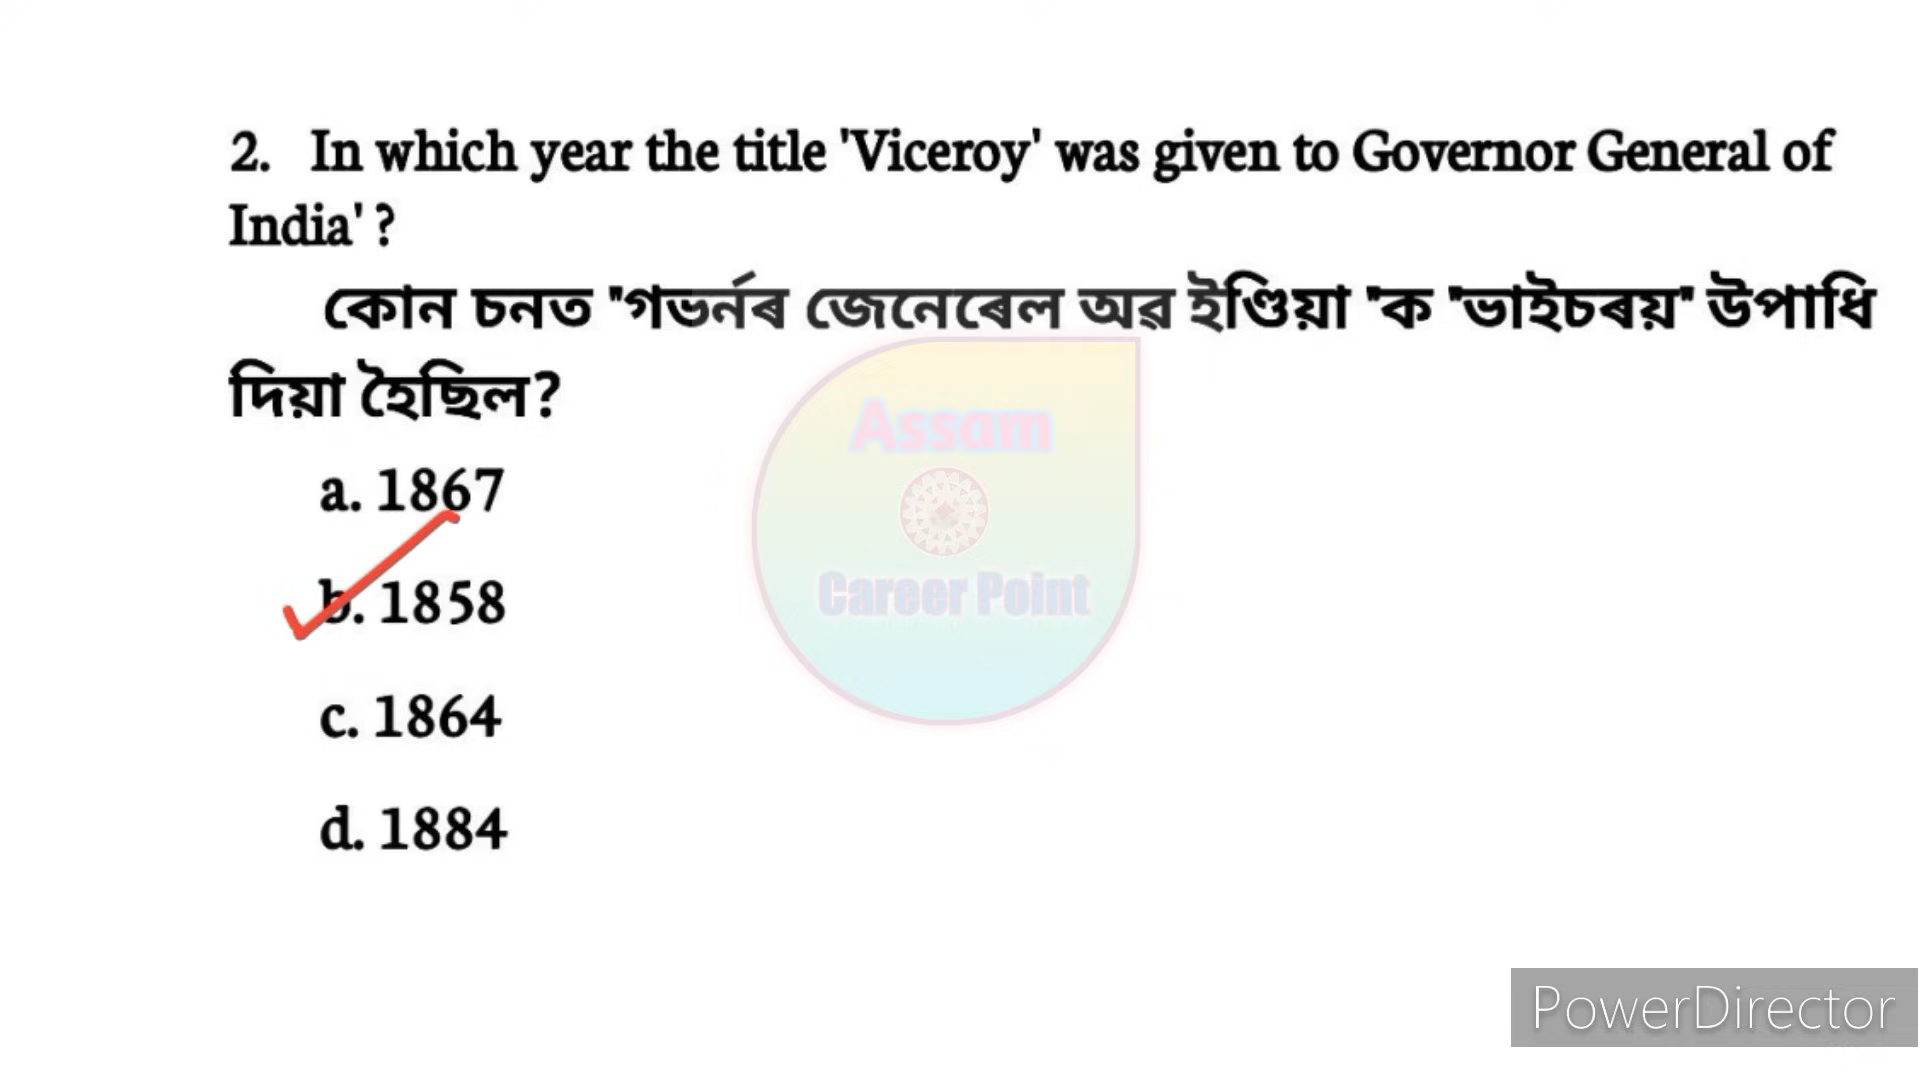 2. In which year the title 'Viceroy' was given to Governor General of
India' ?
কোন চনত "গভৰ্নৰ জেনেৰেল অৱ ইণ্ডিয়া "ক "ভাইচৰয়" উপাধি
দিয়া হৈছিল?
Assam
Career Point
a. 1867
b. 1858
c. 1864
d. 1884
PowerDirector